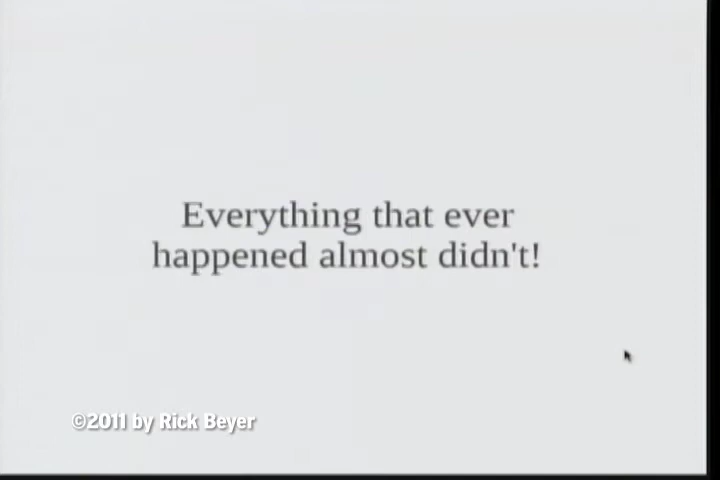 Everything that ever
happened almost didn't!
©2011 by Rick Beyer